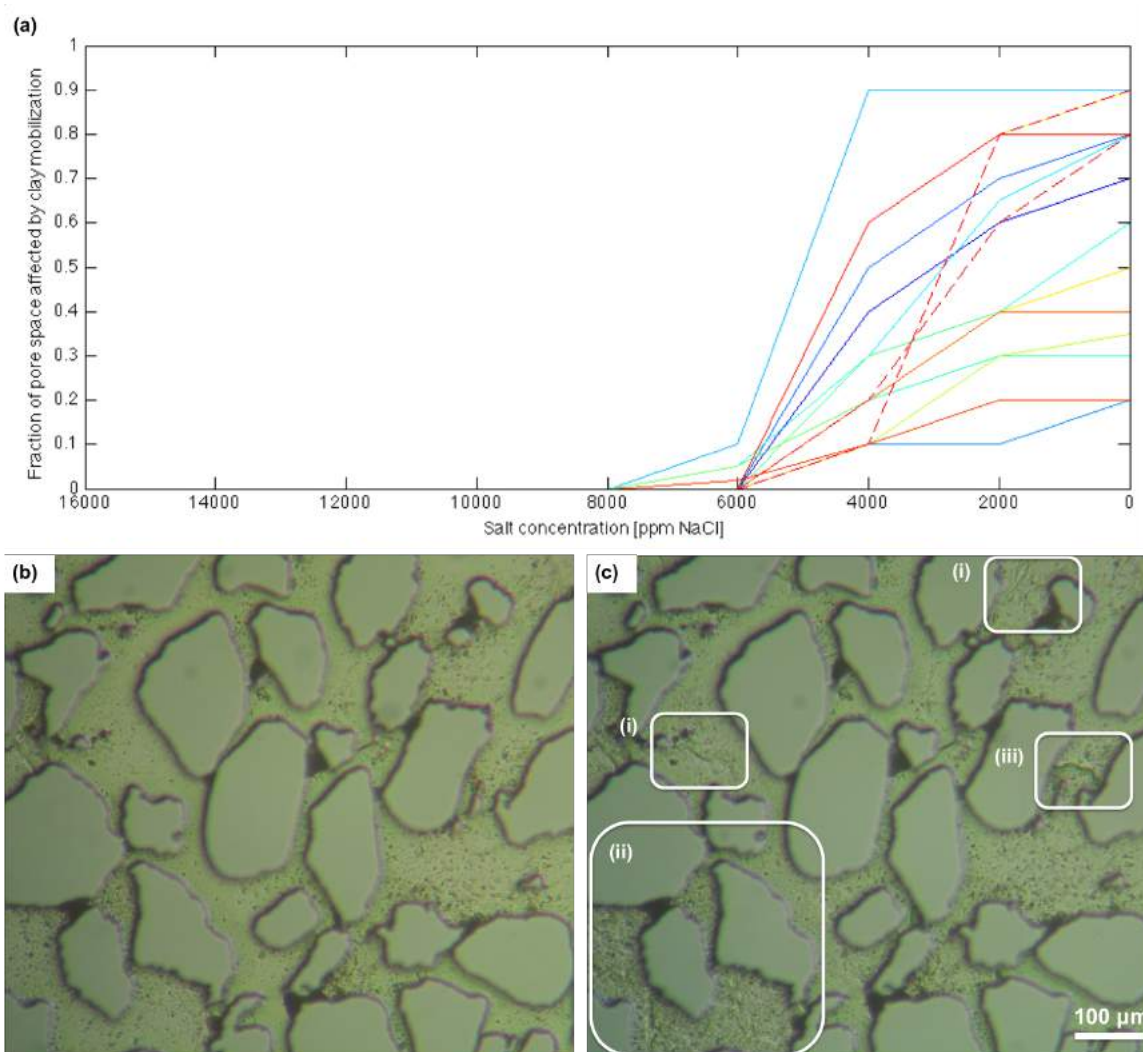 (a)
1
0.9
0.8
0.7
0.6
0.5
0.4
0.3
0.2
0.1
0
Fraction of pore space affected by clay mobilization
16000 14000 12000 10000 8000 6000 4000 2000 0
Salt concentration [ppm NaCl]
(b)
(c)
(i)
(i)
(iii)
(ii)
100 µm